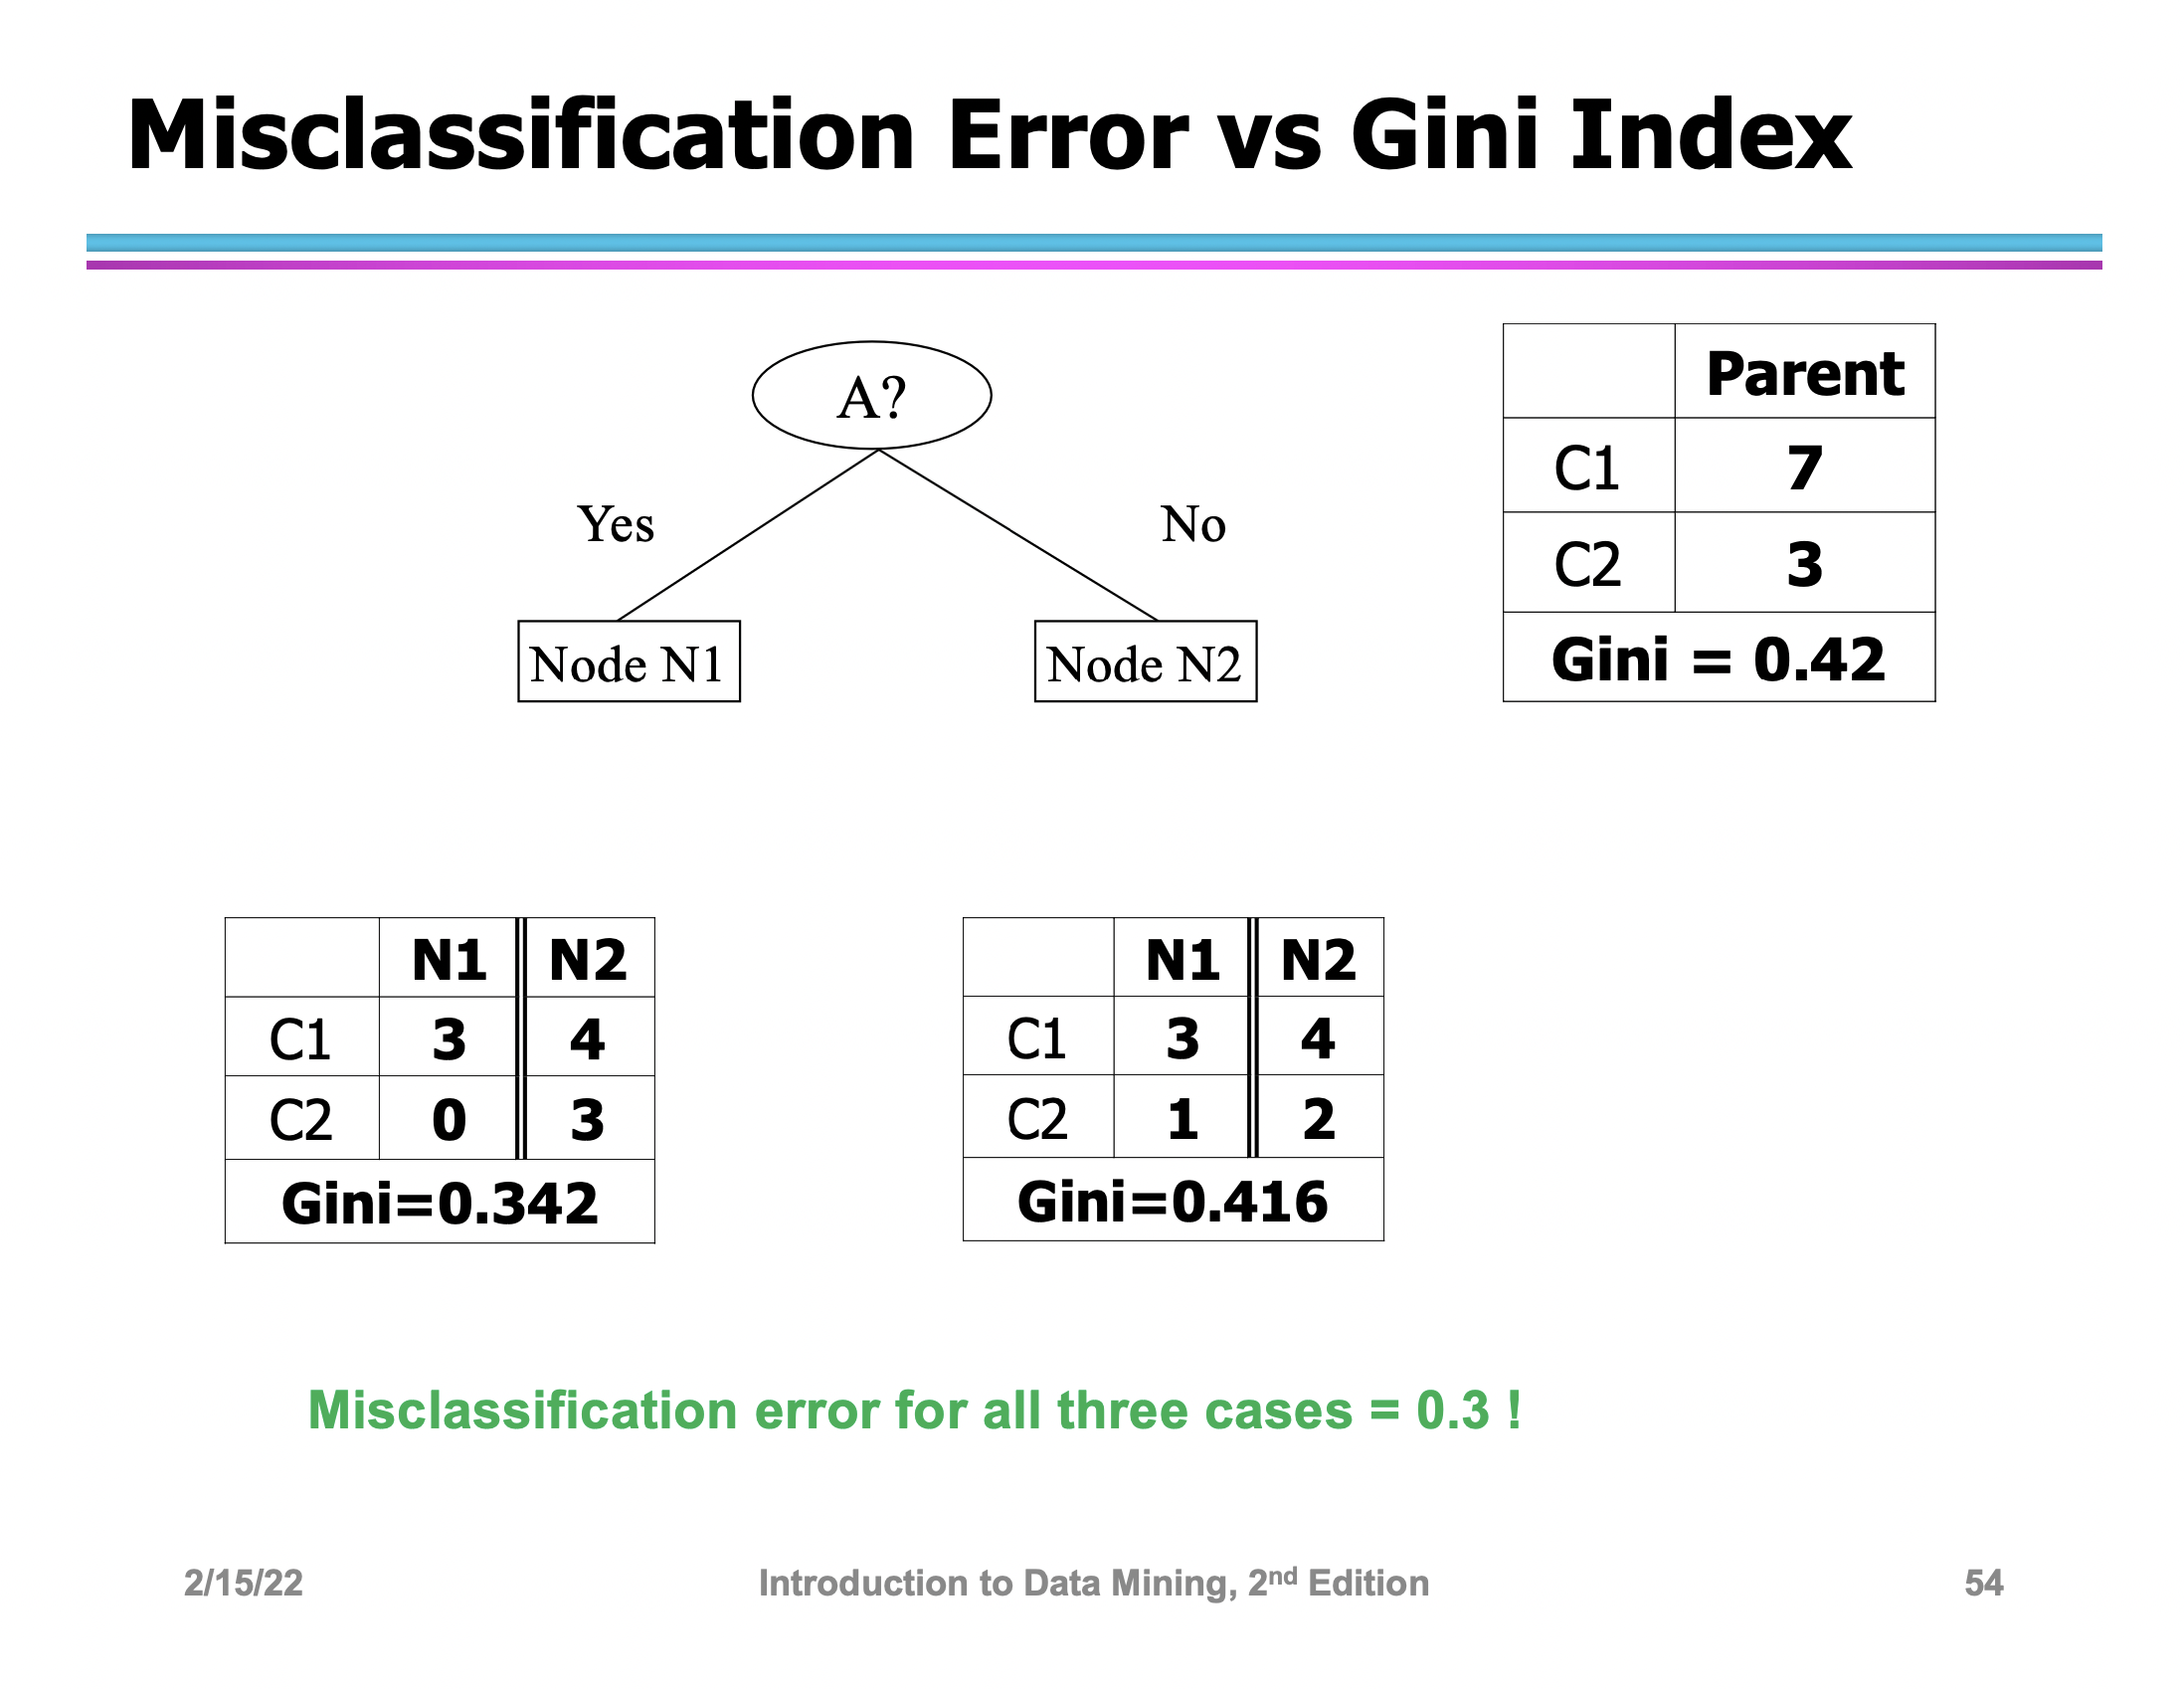 Misclassification Error vs Gini Index
A?
Yes No
Node N1 Node N2
Parent
C1 7
C2 3
Gini = 0.42
N1 N2
C1 3 4
C2 0 3
Gini=0.342
N1 N2
C1 3 4
C2 1 2
Gini=0.416
Misclassification error for all three cases = 0.3 !
2/15/22 Introduction to Data Mining, 2nd Edition 54